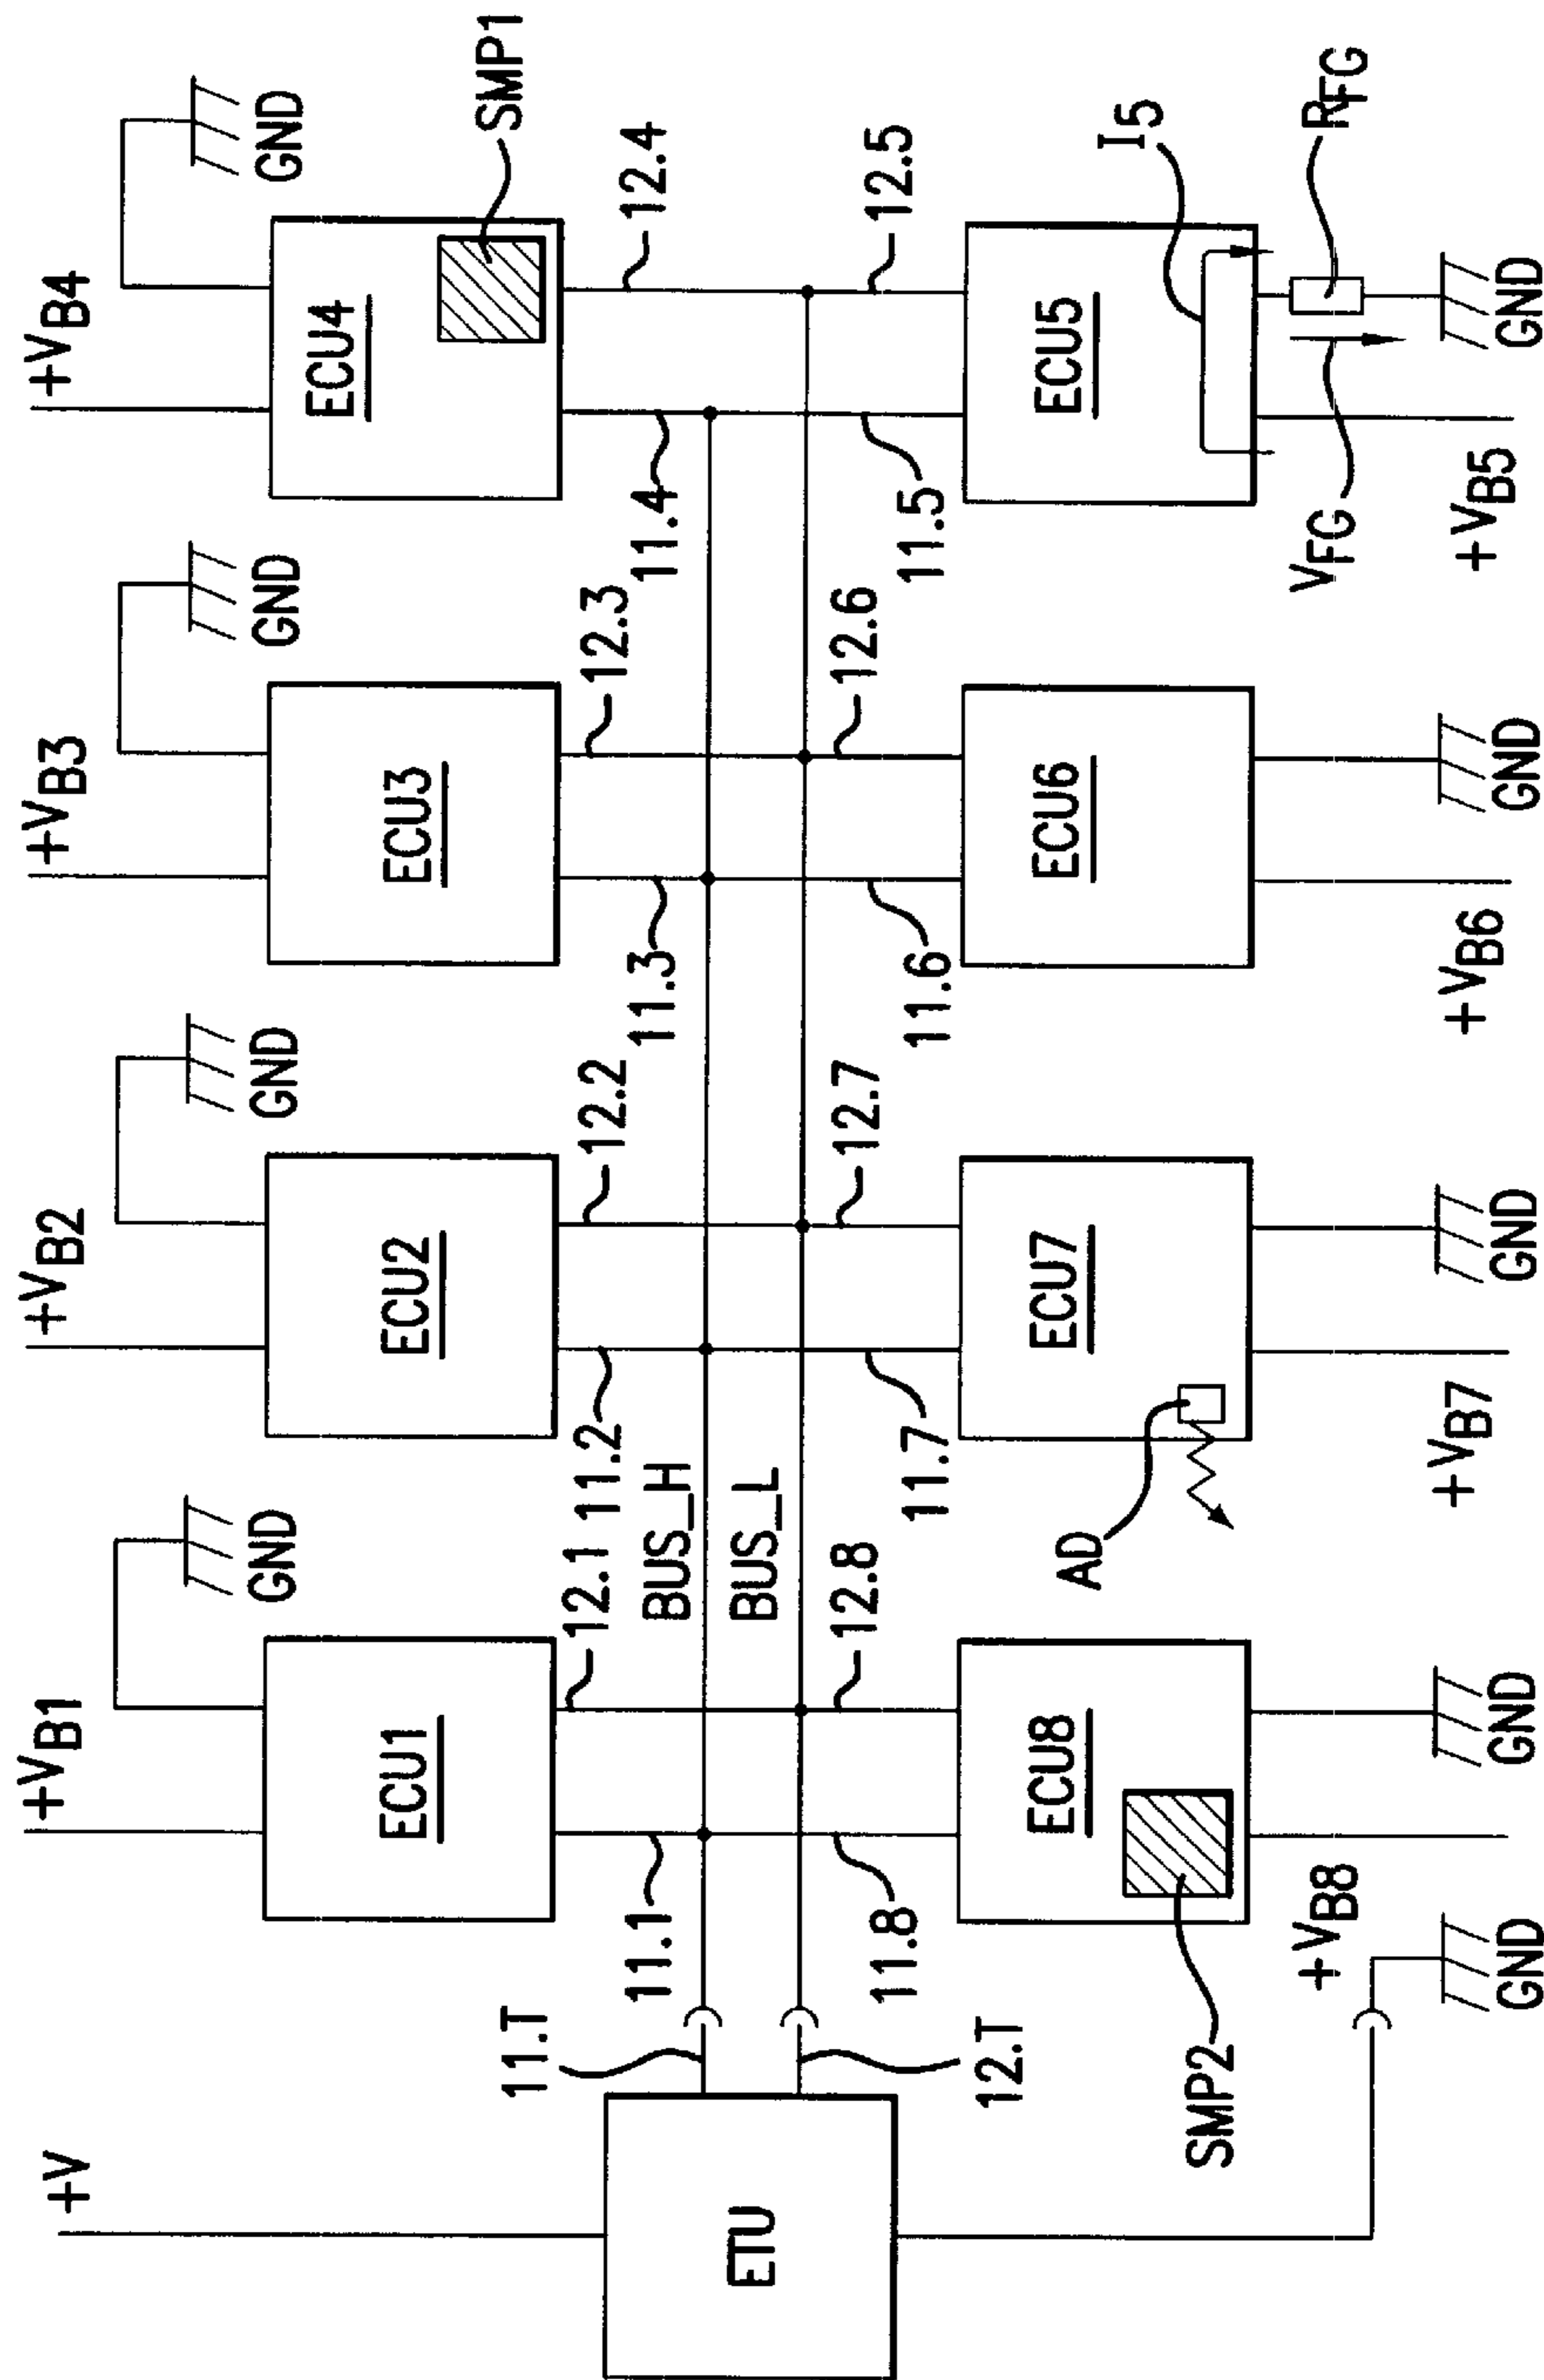 +V
+VB1
+VB2
+VB3
+VB4
GND
GND
GND
GND
ECU1
ECU2
ECU3
ECU4
SMP1
11.1
12.1
11.2
12.2
11.3
12.3
11.4
12.4
11.T
BUS_H
BUS_L
12.T
ETU
11.8
12.8
11.7
12.7
11.6
12.6
11.5
12.5
ECU8
ECU7
ECU6
ECU5
SMP2
AD
I5
VFG
RFG
+VB8
+VB7
+VB6
+VB5
GND
GND
GND
GND
GND